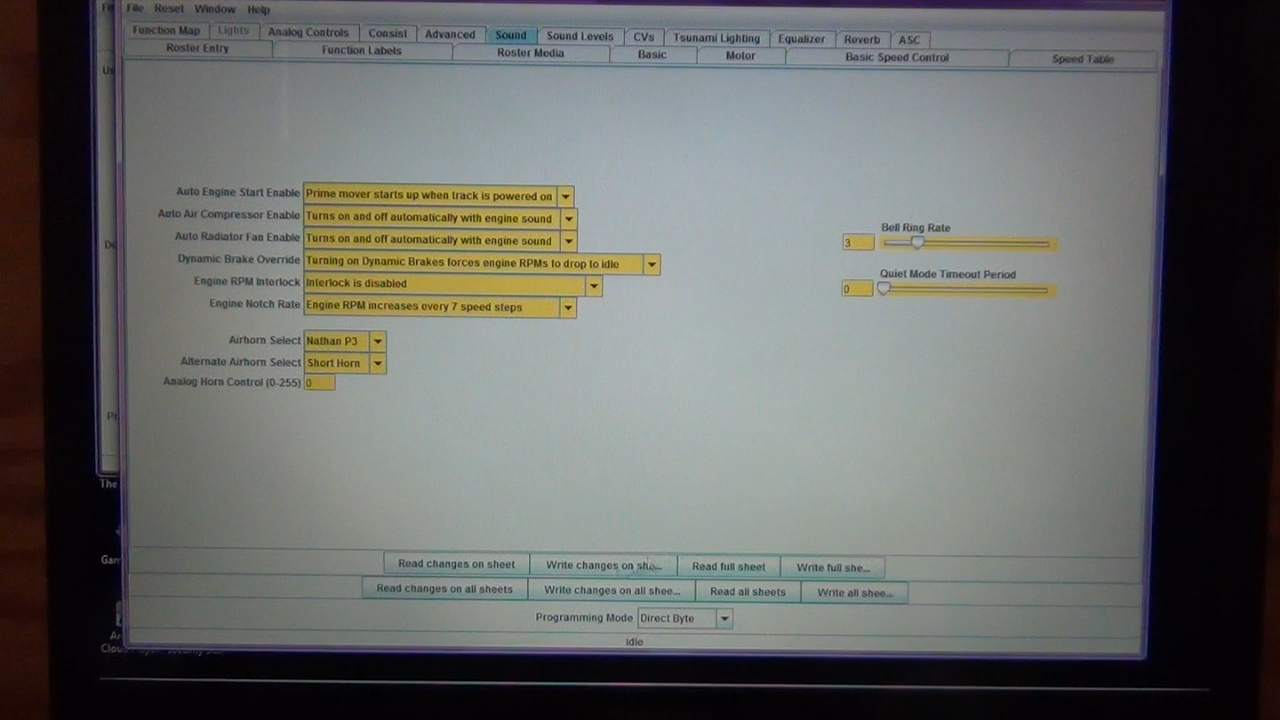 File Reset Window Help
Function Map Lights Analog Controls Consist Advanced Sound Sound Levels CVs Tsunami Lighting Equalizer Reverb ASC
Roster Entry Function Labels Roster Media Basic Motor Basic Speed Control Speed Table
Auto Engine Start Enable Prime mover starts up when track is powered on
Auto Air Compressor Enable Turns on and off automatically with engine sound
Auto Radiator Fan Enable Turns on and off automatically with engine sound
Dynamic Brake Override Turning on Dynamic Brakes forces engine RPMs to drop to idle
Engine RPM Interlock Interlock is disabled
Engine Notch Rate Engine RPM increases every 7 speed steps
Airhorn Select Nathan P3
Alternate Airhorn Select Short Horn
Analog Horn Control (0-255) 0
Bell Ring Rate
3
Quiet Mode Timeout Period
0
Read changes on sheet Write changes on she... Read full sheet Write full she...
Read changes on all sheets Write changes on all shee... Read all sheets Write all shee...
Programming Mode Direct Byte
idle
The